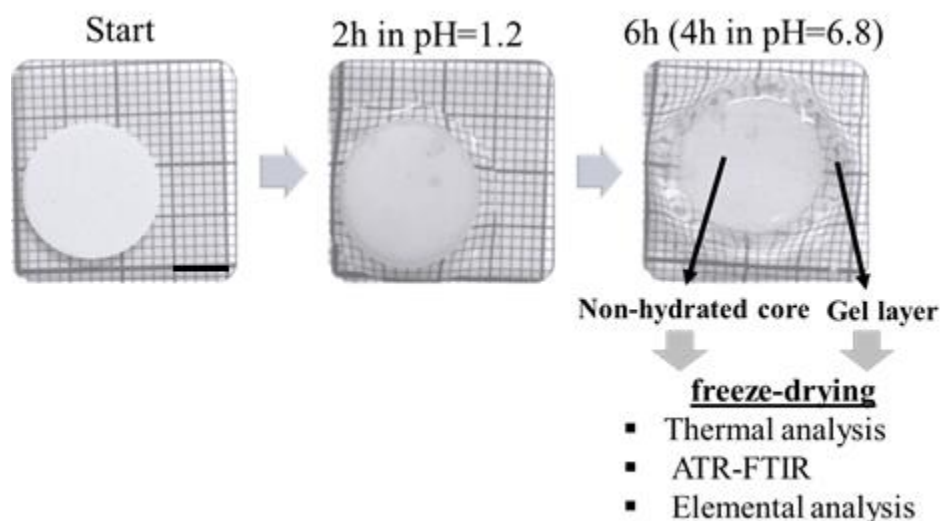 Start
2h in pH=1.2
6h (4h in pH=6.8)
Non-hydrated core
Gel layer
freeze-drying
▪ Thermal analysis
▪ ATR-FTIR
▪ Elemental analysis